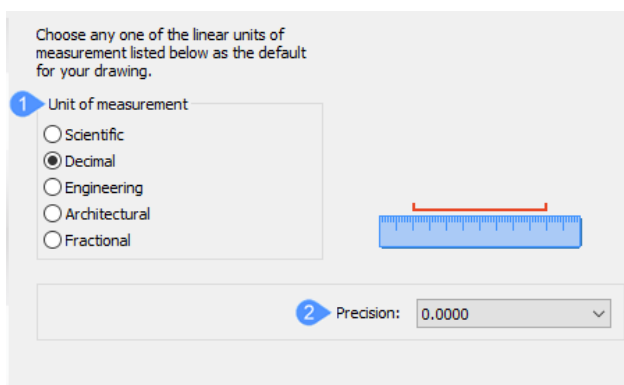 Choose any one of the linear units of
measurement listed below as the default
for your drawing.
1 Unit of measurement
Scientific
Decimal
Engineering
Architectural
Fractional
2 Precision: 0.0000